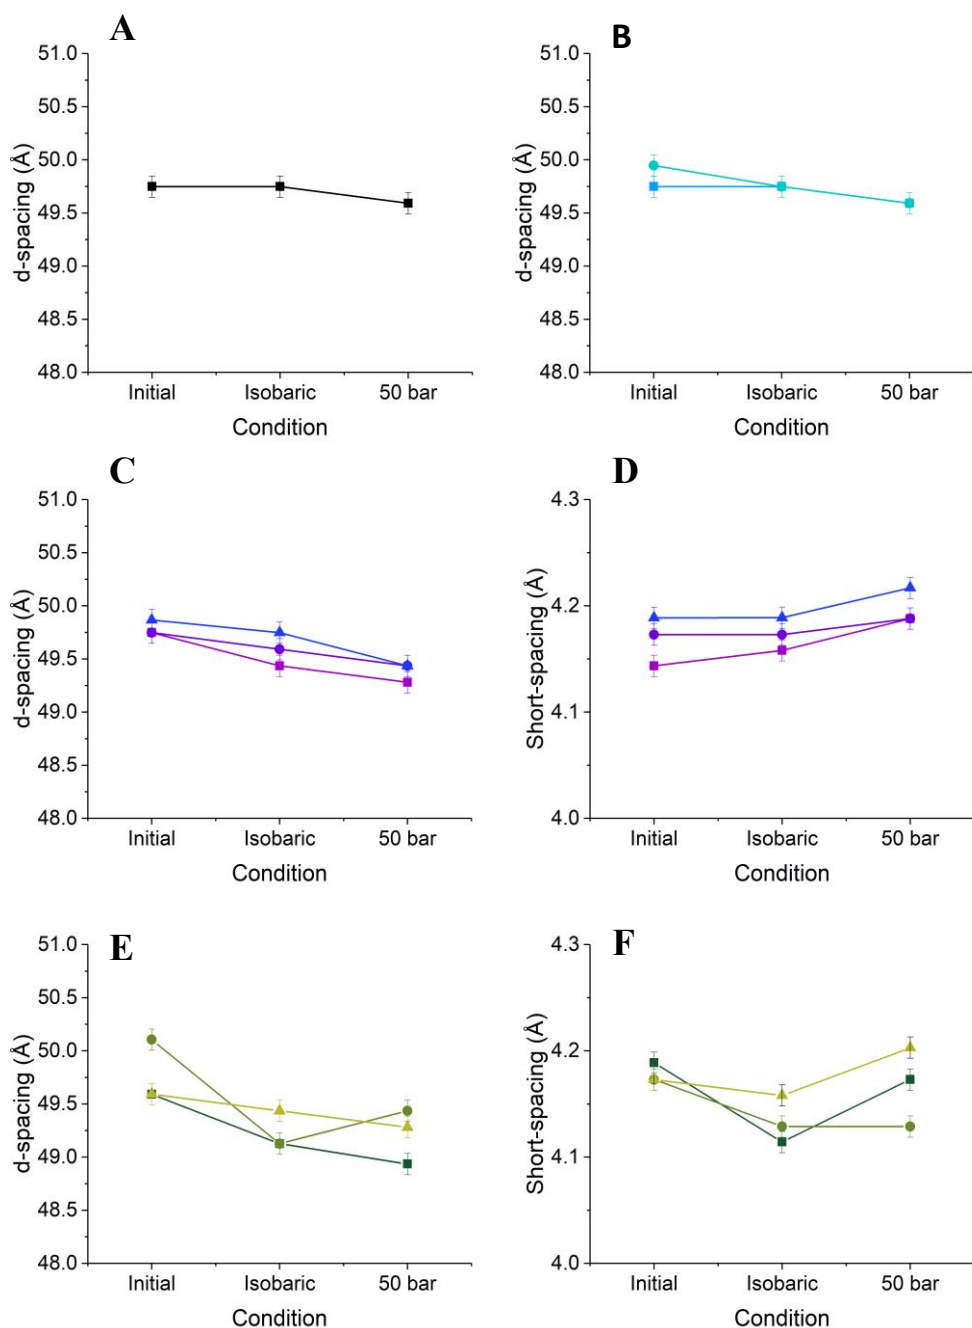 A
d-spacing (Å)
51.0
50.5
50.0
49.5
49.0
48.5
48.0
Initial
Isobaric
50 bar
Condition
B
d-spacing (Å)
51.0
50.5
50.0
49.5
49.0
48.5
48.0
Initial
Isobaric
50 bar
Condition
C
d-spacing (Å)
51.0
50.5
50.0
49.5
49.0
48.5
48.0
Initial
Isobaric
50 bar
Condition
D
Short-spacing (Å)
4.3
4.2
4.1
4.0
Initial
Isobaric
50 bar
Condition
E
d-spacing (Å)
51.0
50.5
50.0
49.5
49.0
48.5
48.0
Initial
Isobaric
50 bar
Condition
F
Short-spacing (Å)
4.3
4.2
4.1
4.0
Initial
Isobaric
50 bar
Condition